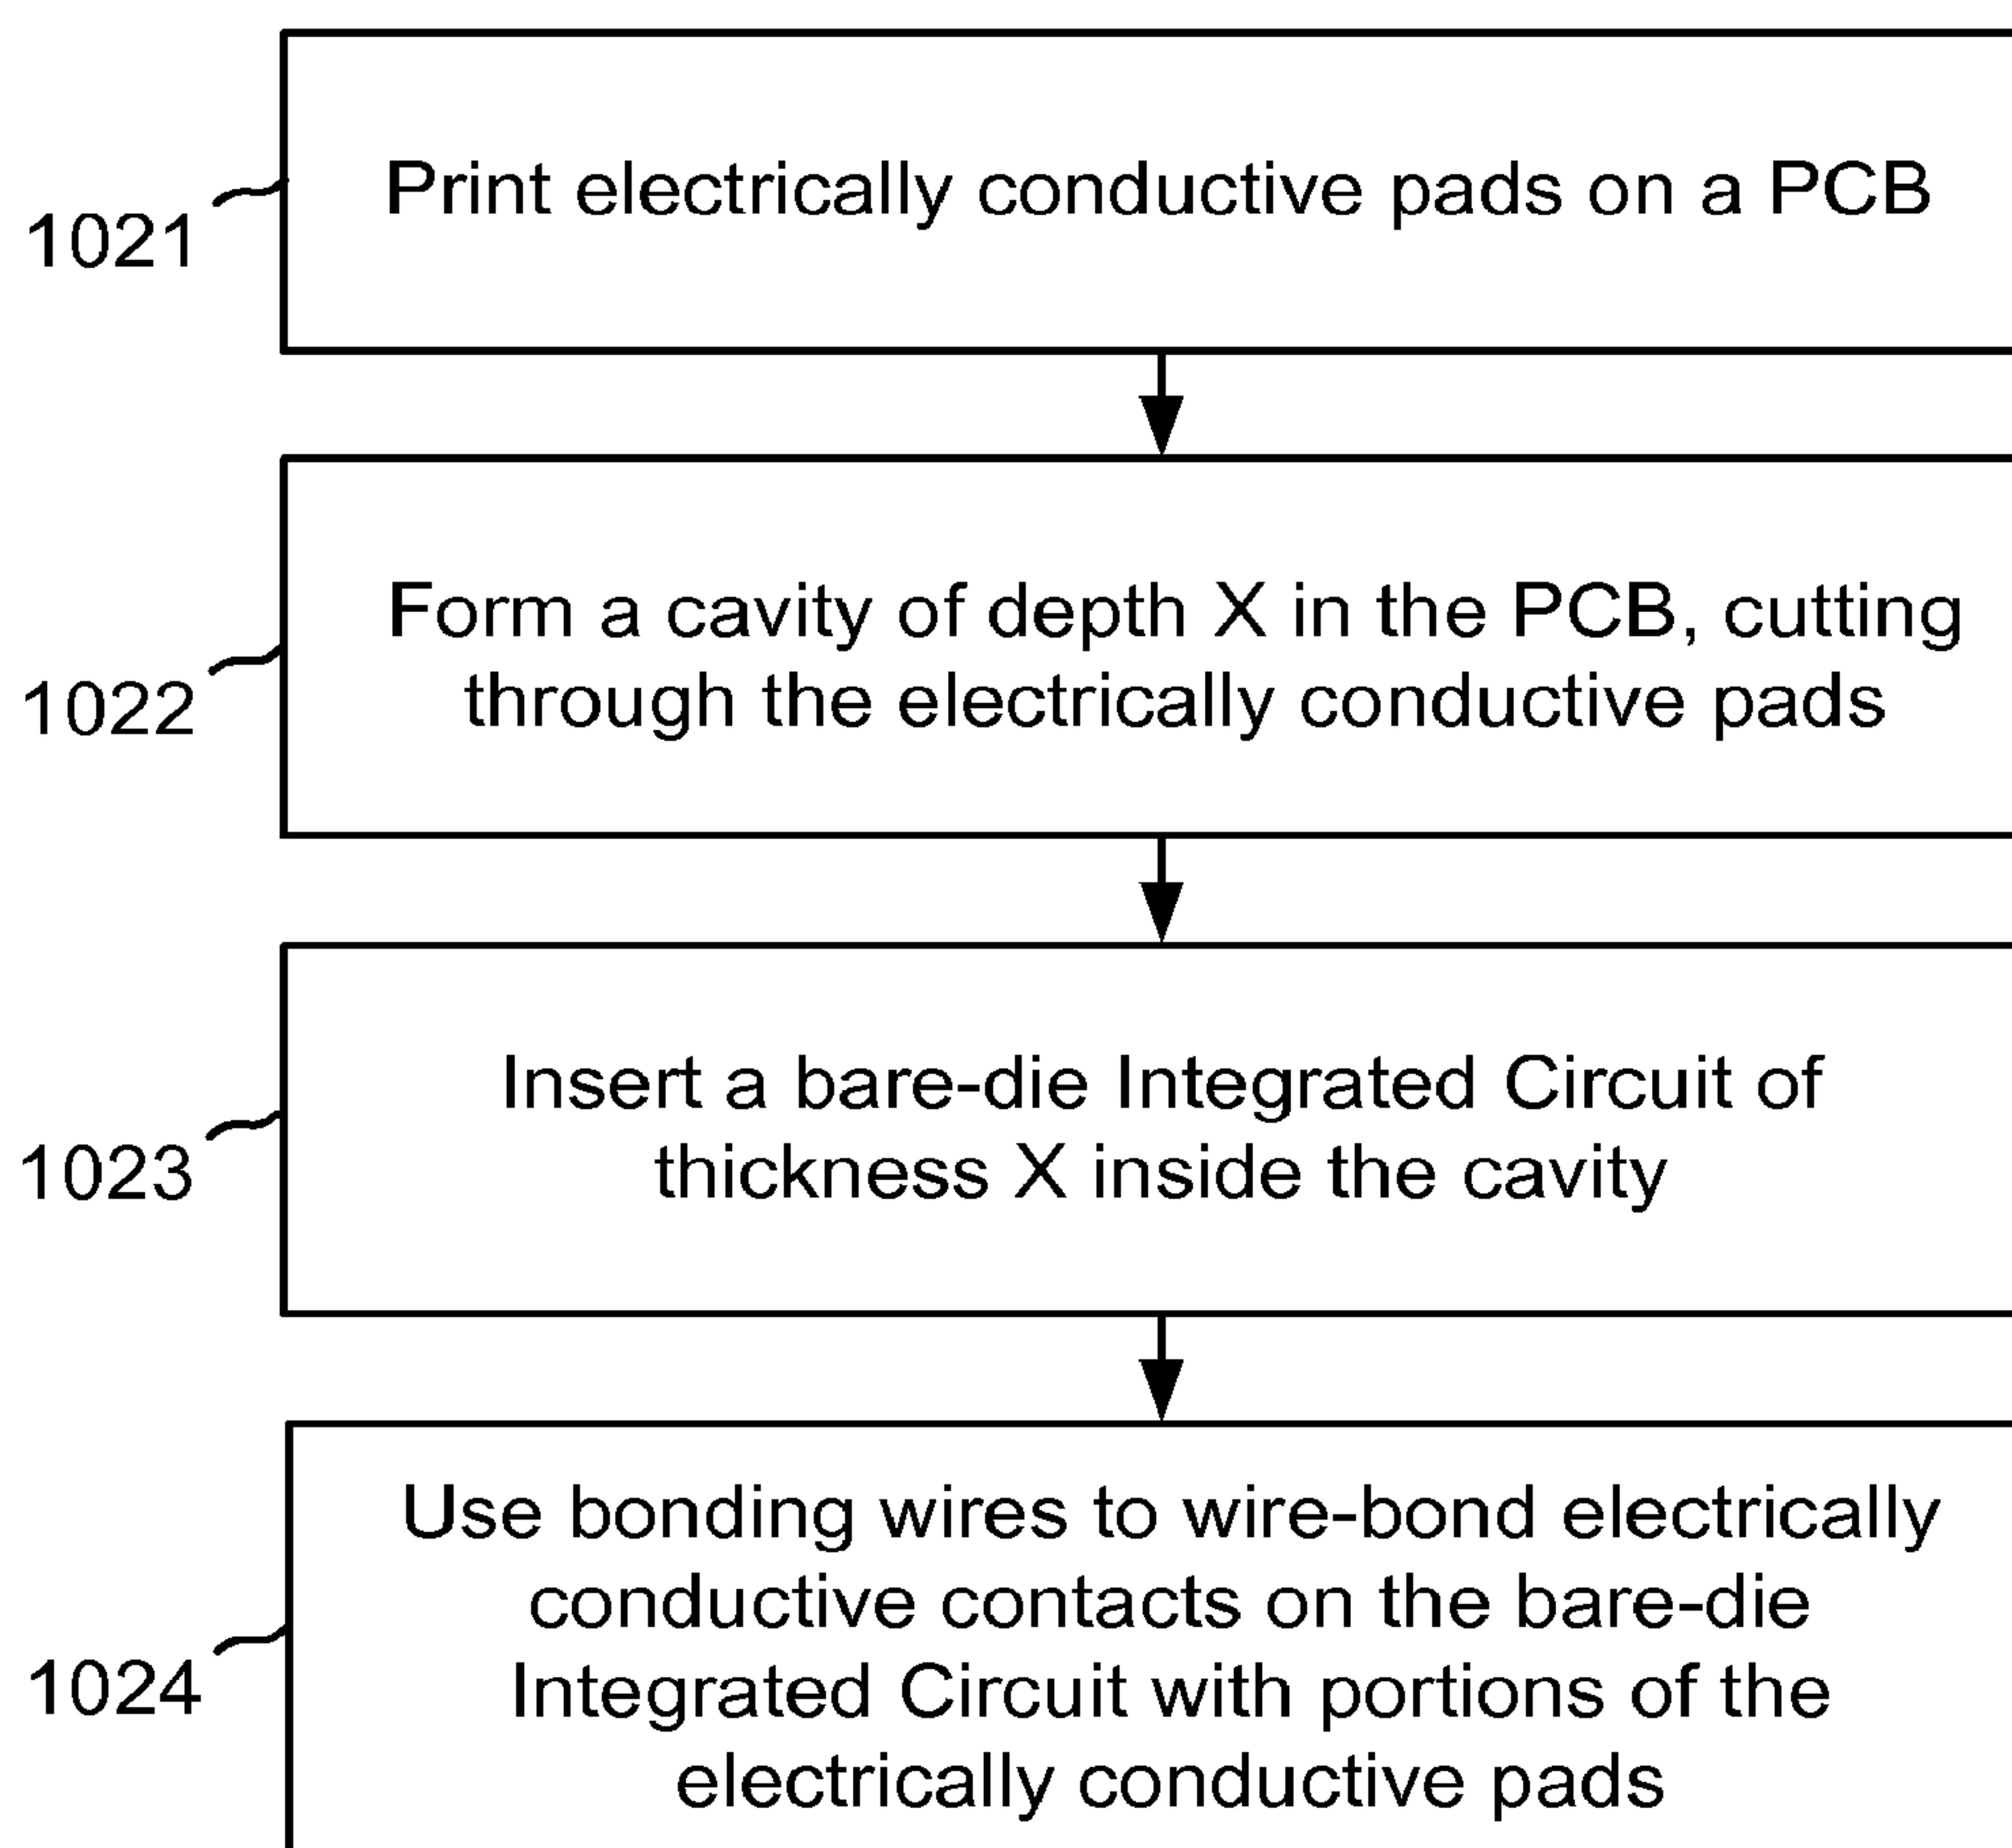 Print electrically conductive pads on a PCB
1021
Form a cavity of depth X in the PCB, cutting
through the electrically conductive pads
1022
Insert a bare-die Integrated Circuit of
thickness X inside the cavity
1023
Use bonding wires to wire-bond electrically
conductive contacts on the bare-die
Integrated Circuit with portions of the
electrically conductive pads
1024